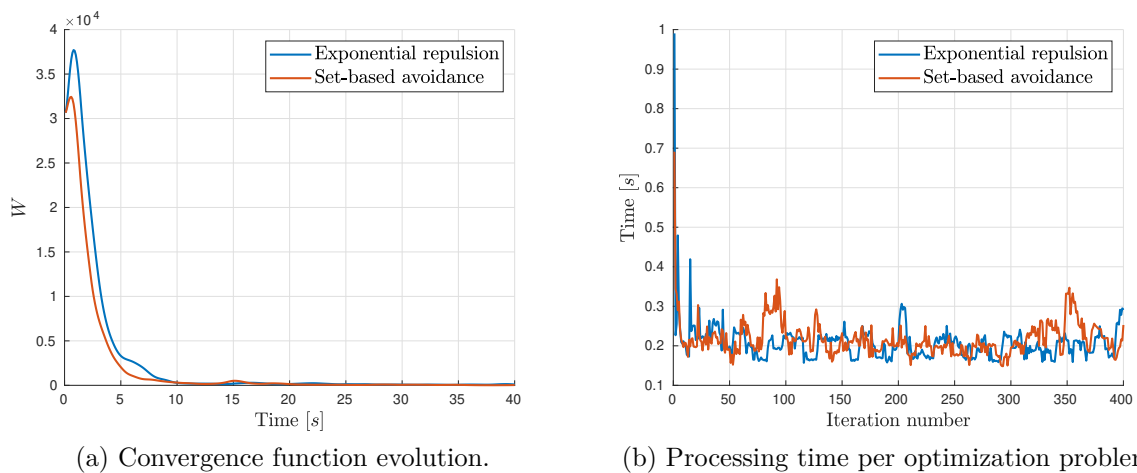 ×10⁴
4
3.5
3
2.5
2
1.5
1
0.5
0
W
0 5 10 15 20 25 30 35 40
Time [s]
Exponential repulsion
Set-based avoidance
(a) Convergence function evolution.
1
0.9
0.8
0.7
0.6
0.5
0.4
0.3
0.2
0.1
Time [s]
0 50 100 150 200 250 300 350 400
Iteration number
Exponential repulsion
Set-based avoidance
(b) Processing time per optimization problem